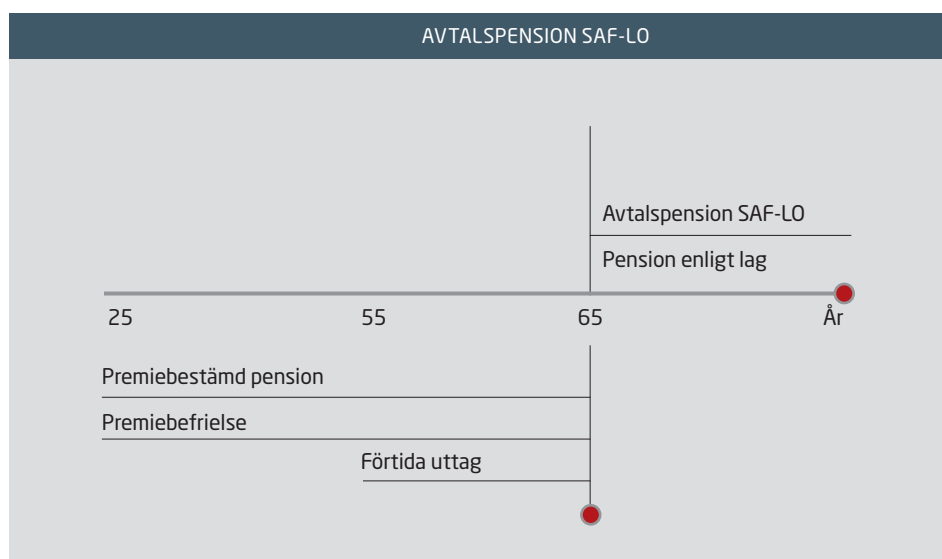 AVTALSPENSION SAF-LO
Avtalspension SAF-LO
Pension enligt lag
25 55 65 År
Premiebestämd pension
Premiebefrielse
Förtida uttag